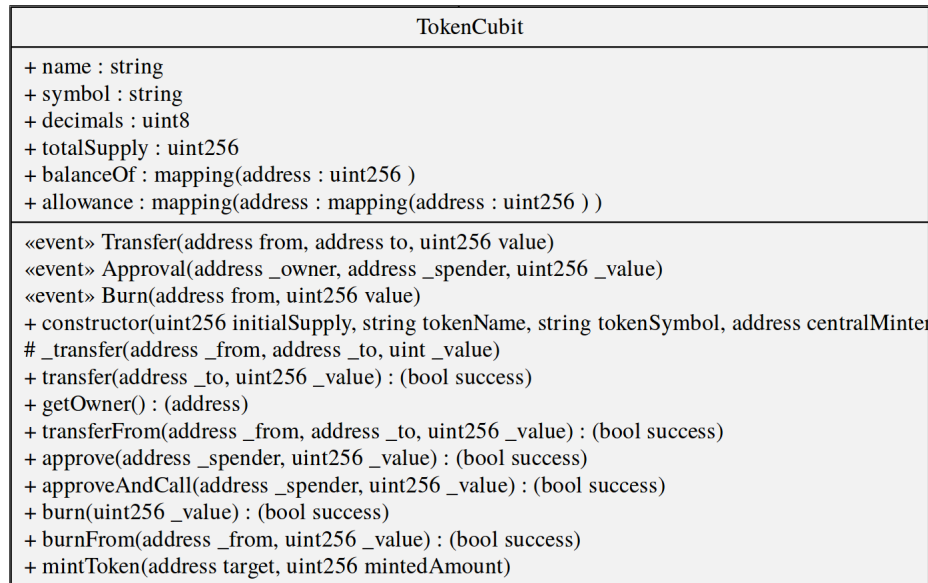 TokenCubit
+ name : string
+ symbol : string
+ decimals : uint8
+ totalSupply : uint256
+ balanceOf : mapping(address : uint256 )
+ allowance : mapping(address : mapping(address : uint256 ) )
«event» Transfer(address from, address to, uint256 value)
«event» Approval(address _owner, address _spender, uint256 _value)
«event» Burn(address from, uint256 value)
+ constructor(uint256 initialSupply, string tokenName, string tokenSymbol, address centralMinter
# _transfer(address _from, address _to, uint _value)
+ transfer(address _to, uint256 _value) : (bool success)
+ getOwner() : (address)
+ transferFrom(address _from, address _to, uint256 _value) : (bool success)
+ approve(address _spender, uint256 _value) : (bool success)
+ approveAndCall(address _spender, uint256 _value) : (bool success)
+ burn(uint256 _value) : (bool success)
+ burnFrom(address _from, uint256 _value) : (bool success)
+ mintToken(address target, uint256 mintedAmount)